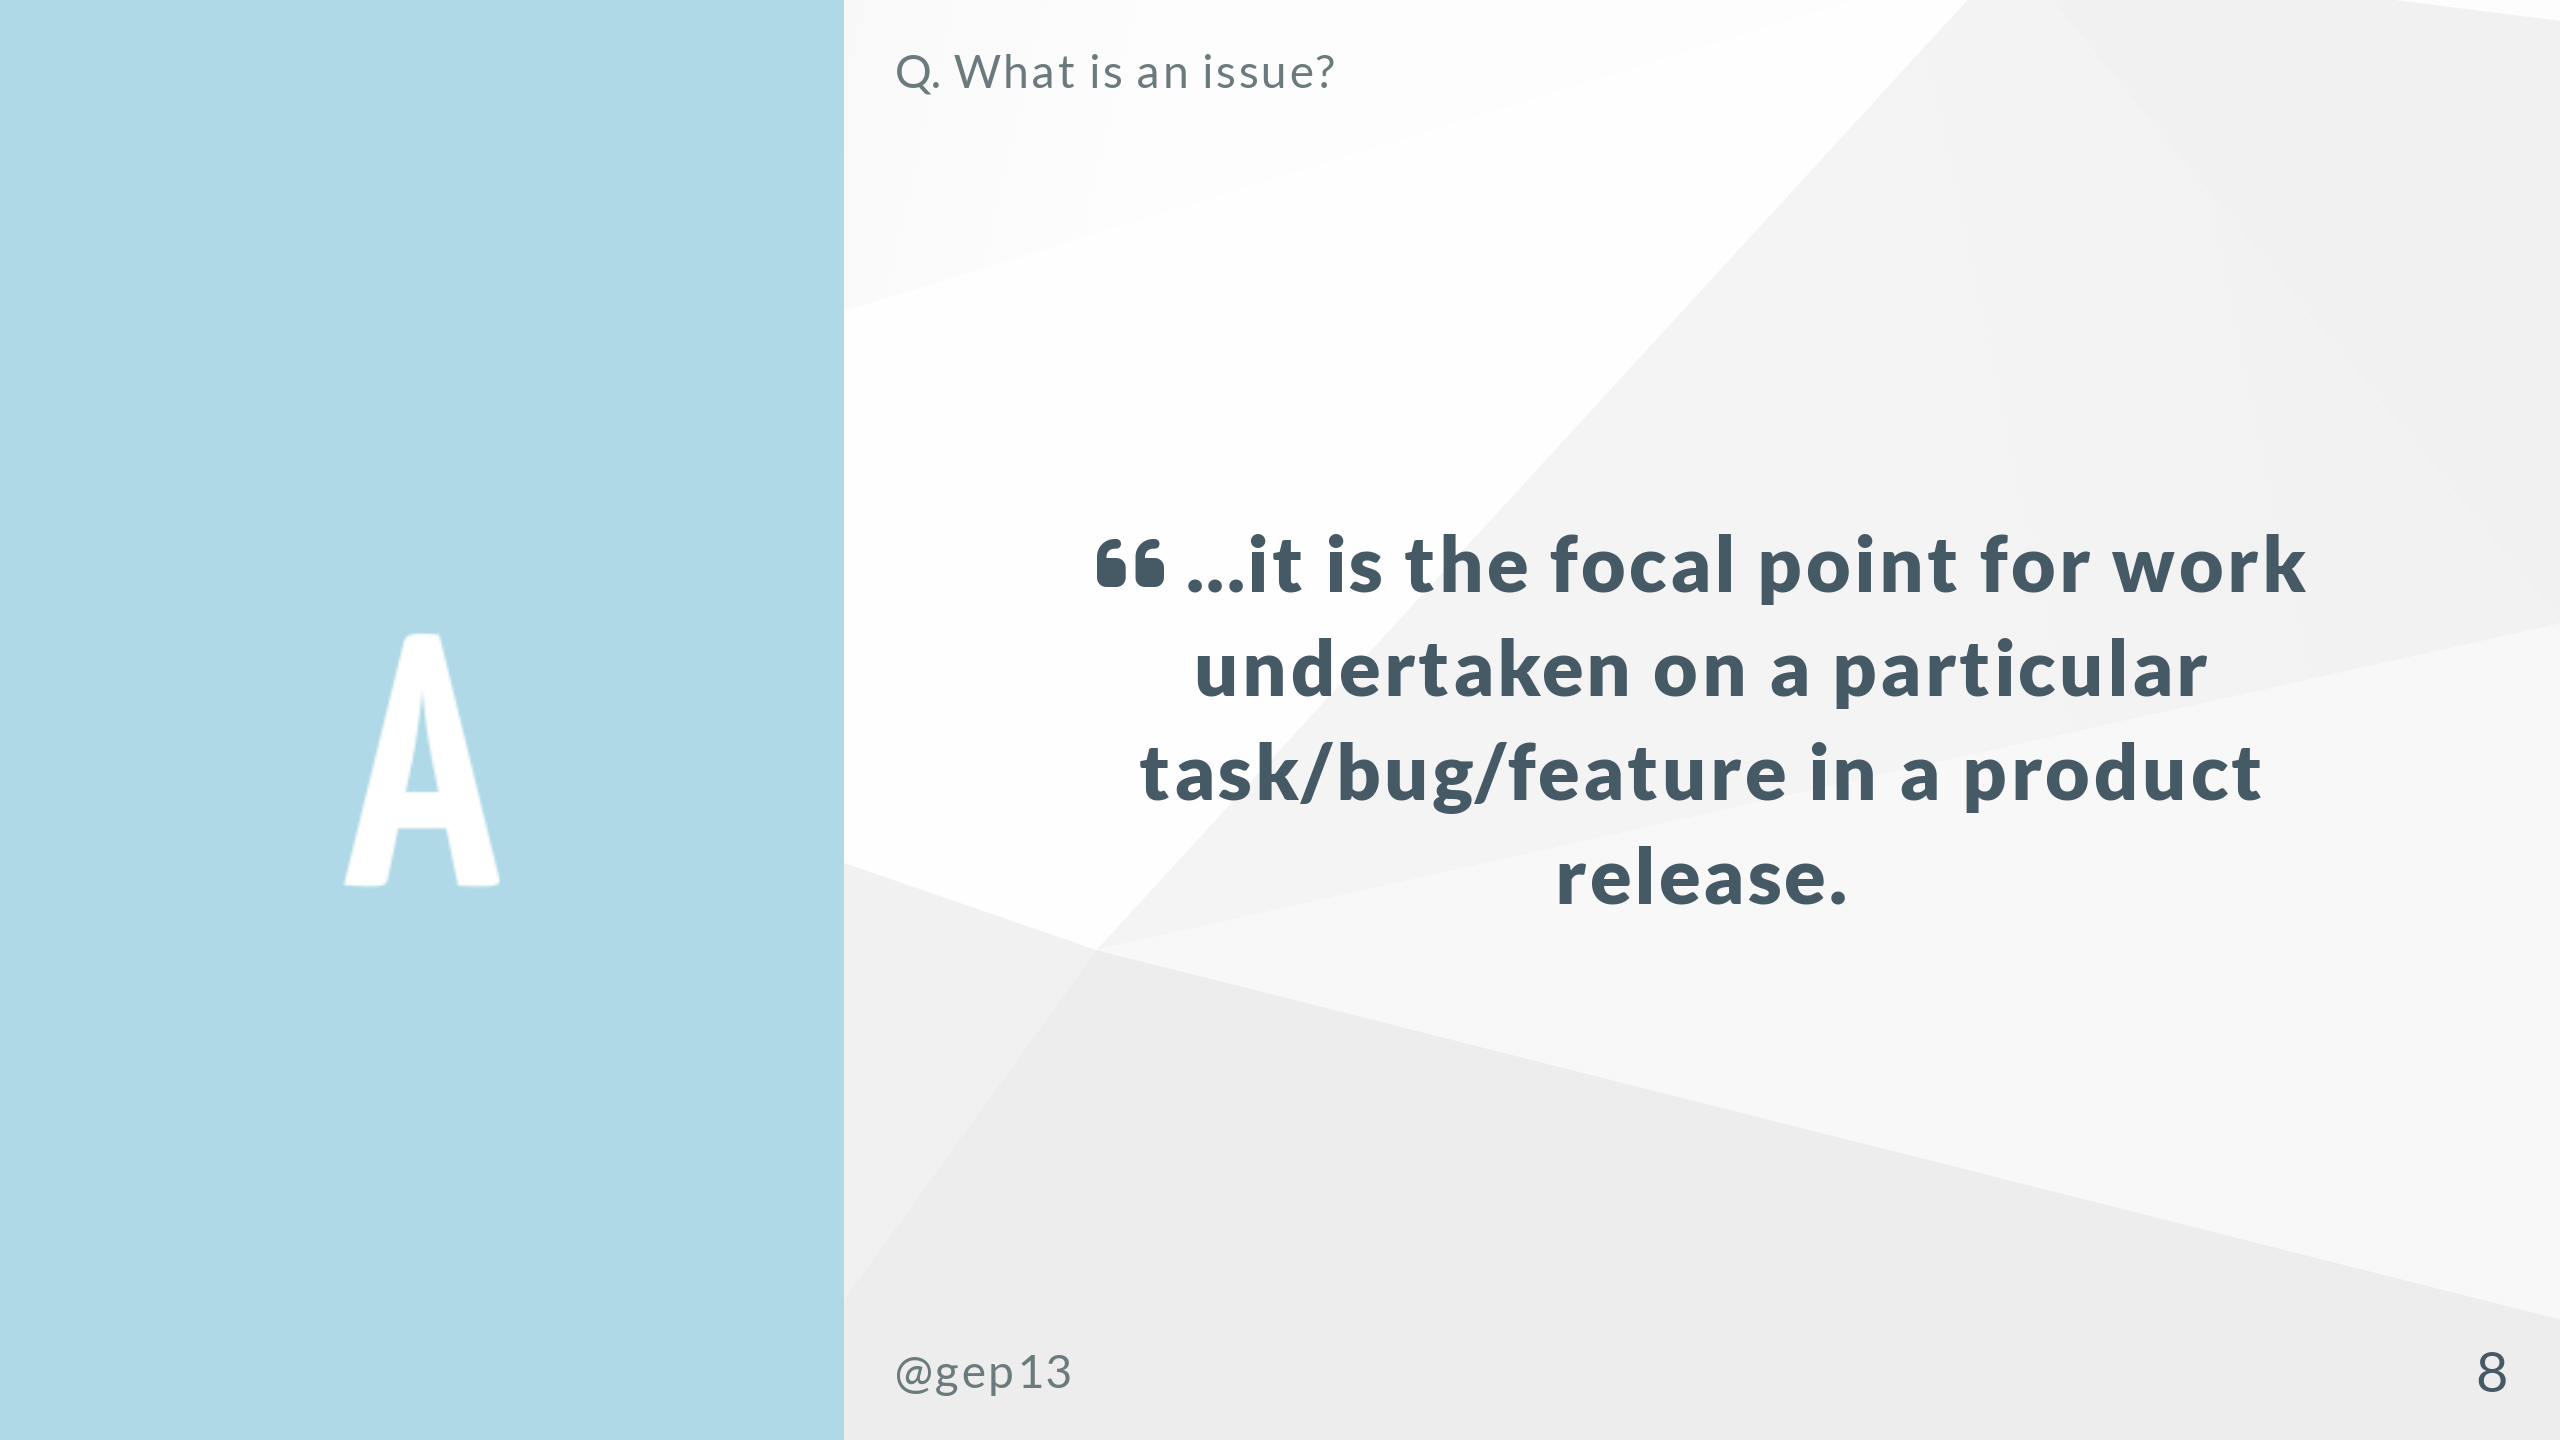 Q. What is an issue?
A
“ ...it is the focal point for work
undertaken on a particular
task/bug/feature in a product
release.
@gep13
8